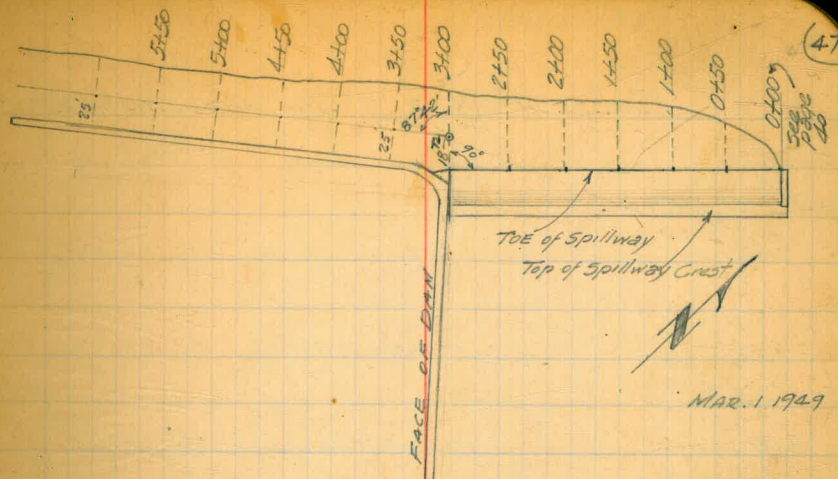 47
5+50
5+00
4+50
4+00
3+50
3+00
2+50
2+00
1+50
1+00
0+50
0+00
See
page
40
25'
25'
90°
TOE of Spillway
Top of Spillway Crest
FACE OF DAM
MAR. 1 1949